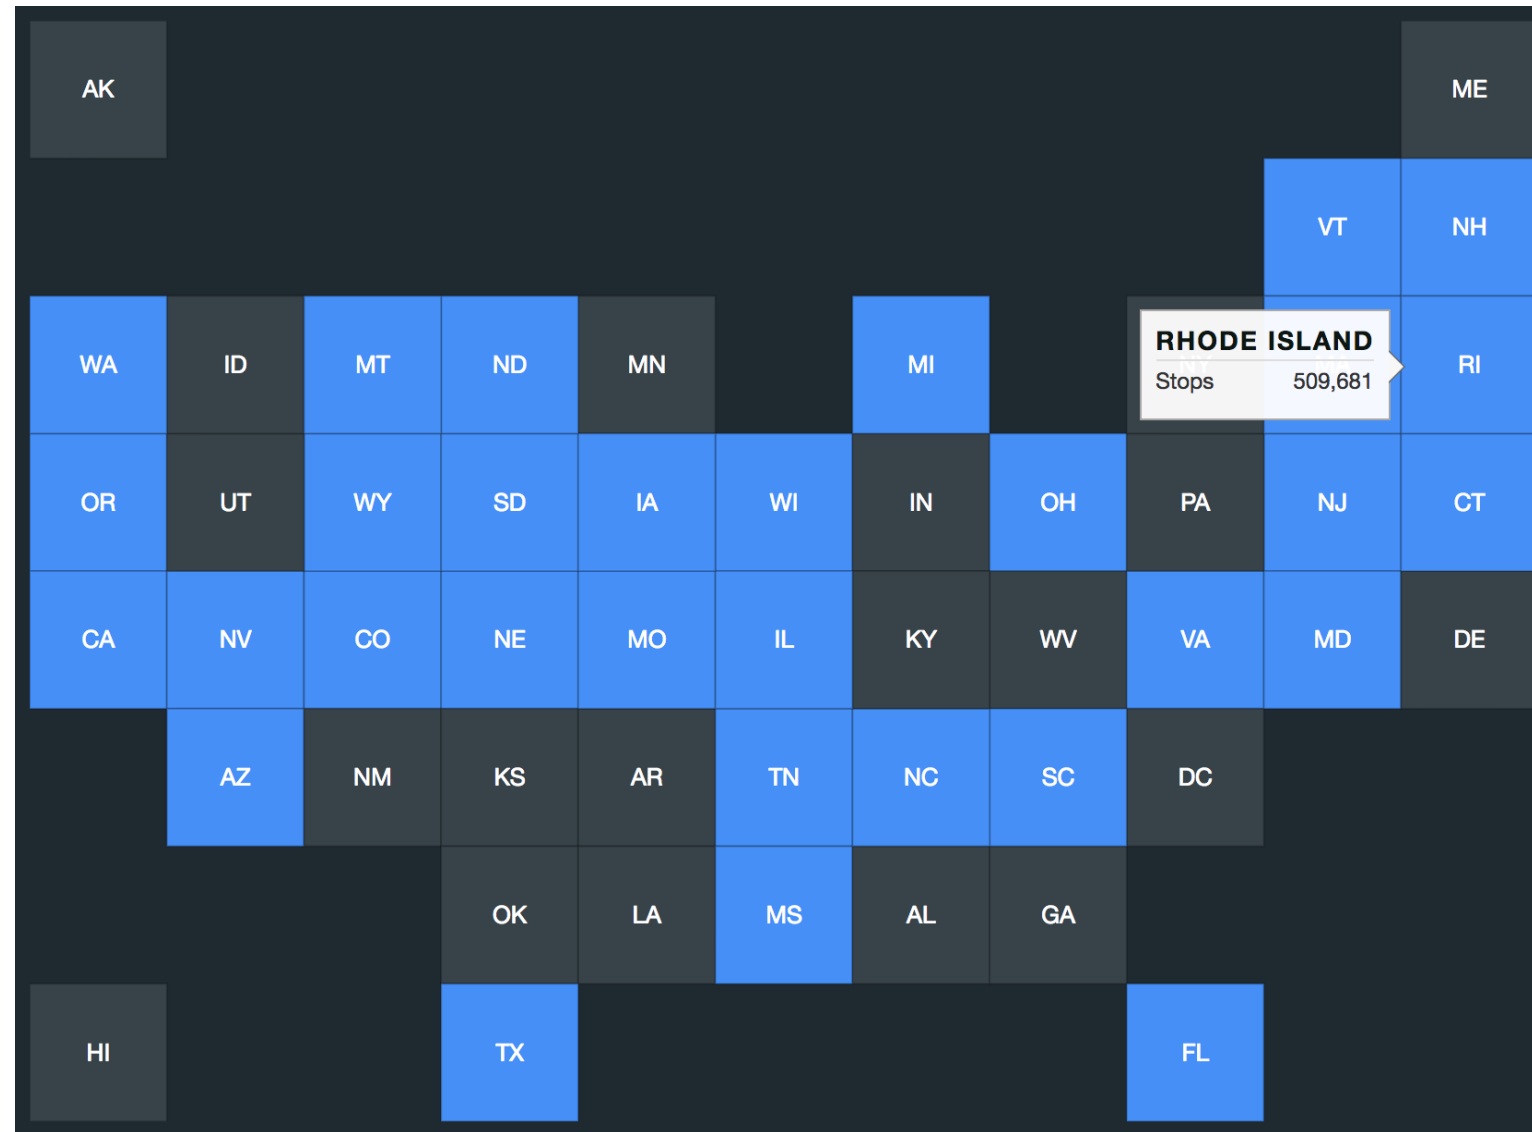 AK ME
VT NH
WA ID MT ND MN MI RI
RHODE ISLAND
Stops 509,681
OR UT WY SD IA WI IN OH PA NJ CT
CA NV CO NE MO IL KY WV VA MD DE
AZ NM KS AR TN NC SC DC
OK LA MS AL GA
HI TX FL